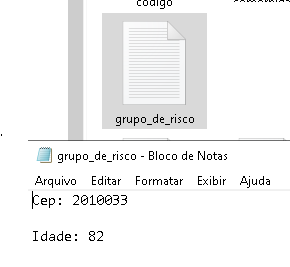 codigo
grupo_de_risco
grupo_de_risco - Bloco de Notas
Arquivo Editar Formatar Exibir Ajuda
Cep: 2010033
Idade: 82